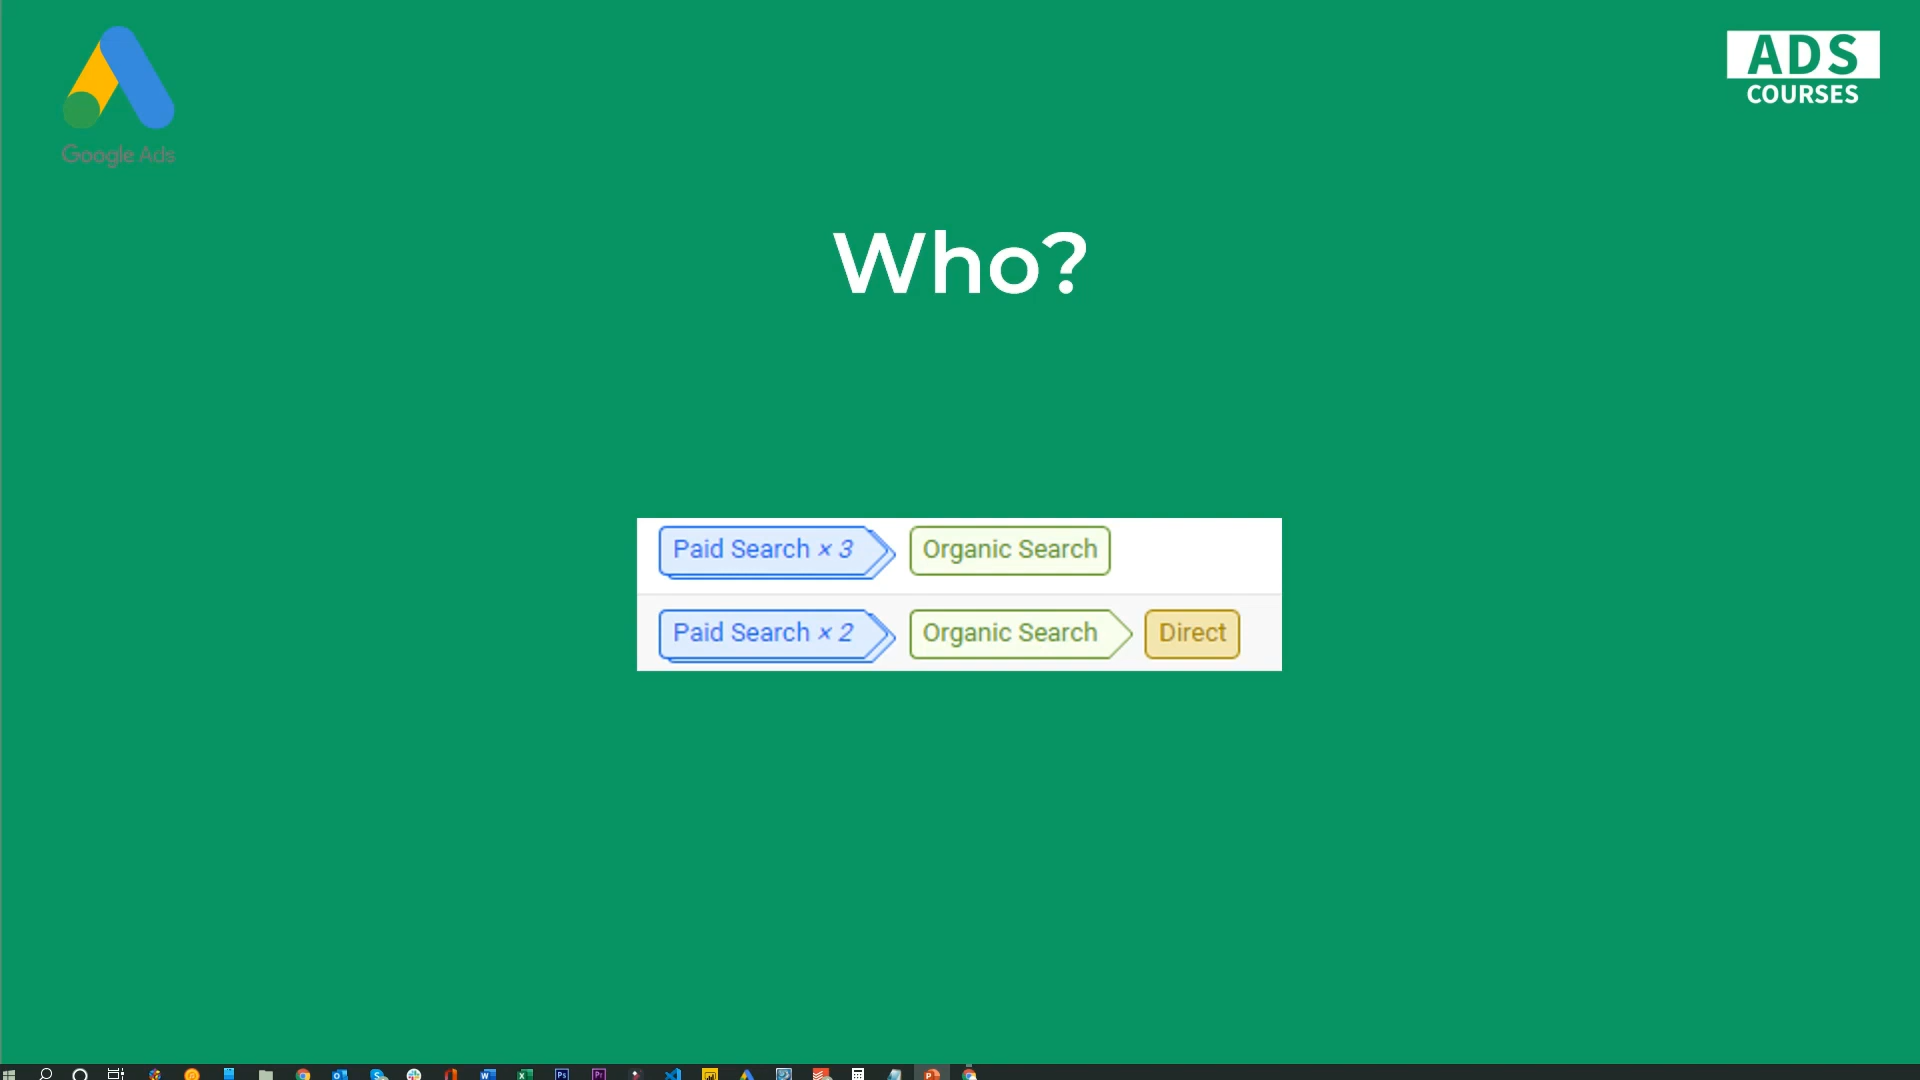 Google Ads
ADS
COURSES
Who?
Paid Search × 3 Organic Search
Paid Search × 2 Organic Search Direct